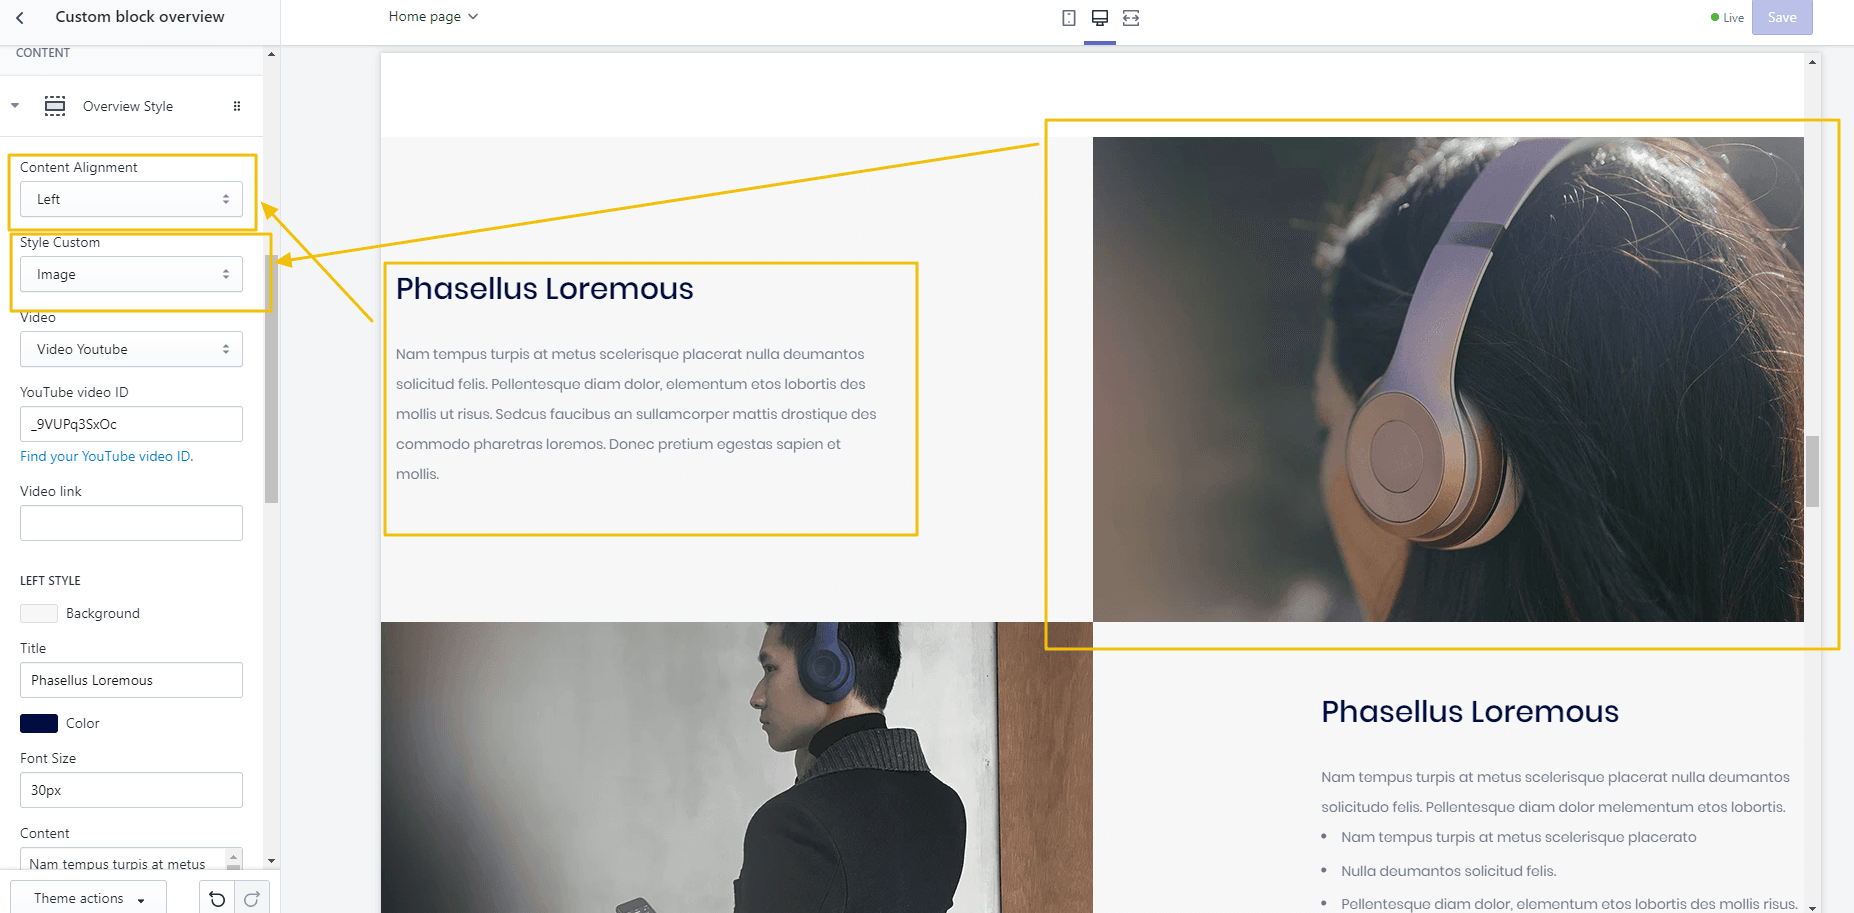 Custom block overview
Home page
Live
Save
CONTENT
Overview Style
Content Alignment
Left
Style Custom
Image
Video
Video Youtube
YouTube video ID
_9VUPq3SxOc
Find your YouTube video ID.
Video link
LEFT STYLE
Background
Title
Phasellus Loremous
Color
Font Size
30px
Content
Nam tempus turpis at metus
Theme actions
Phasellus Loremous
Nam tempus turpis at metus scelerisque placerat nulla deumantos
solicitud felis. Pellentesque diam dolor, elementum etos lobortis des
mollis ut risus. Sedcus faucibus an sullamcorper mattis drostique des
commodo pharetras loremos. Donec pretium egestas sapien et
mollis.
Phasellus Loremous
Nam tempus turpis at metus scelerisque placerat nulla deumantos
solicitudo felis. Pellentesque diam dolor melementum etos lobortis.
• Nam tempus turpis at metus scelerisque placerato
• Nulla deumantos solicitud felis.
• Pellentesque diam dolor, elementum etos lobortis des mollis risus.